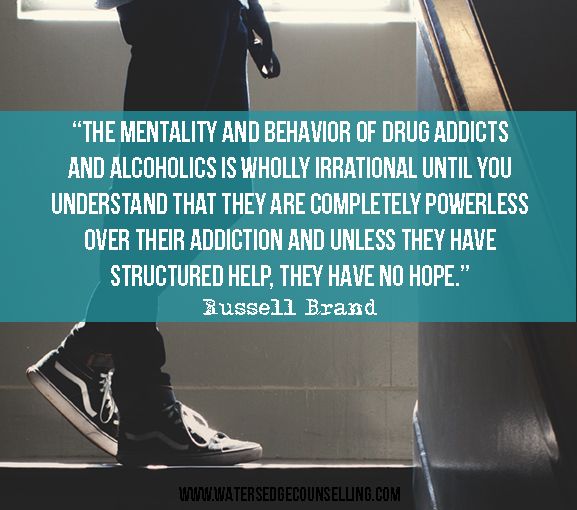 “THE MENTALITY AND BEHAVIOR OF DRUG ADDICTS
AND ALCOHOLICS IS WHOLLY IRRATIONAL UNTIL YOU
UNDERSTAND THAT THEY ARE COMPLETELY POWERLESS
OVER THEIR ADDICTION AND UNLESS THEY HAVE
STRUCTURED HELP, THEY HAVE NO HOPE.”
Russell Brand
WWW.WATERSEDGECOUNSELLING.COM